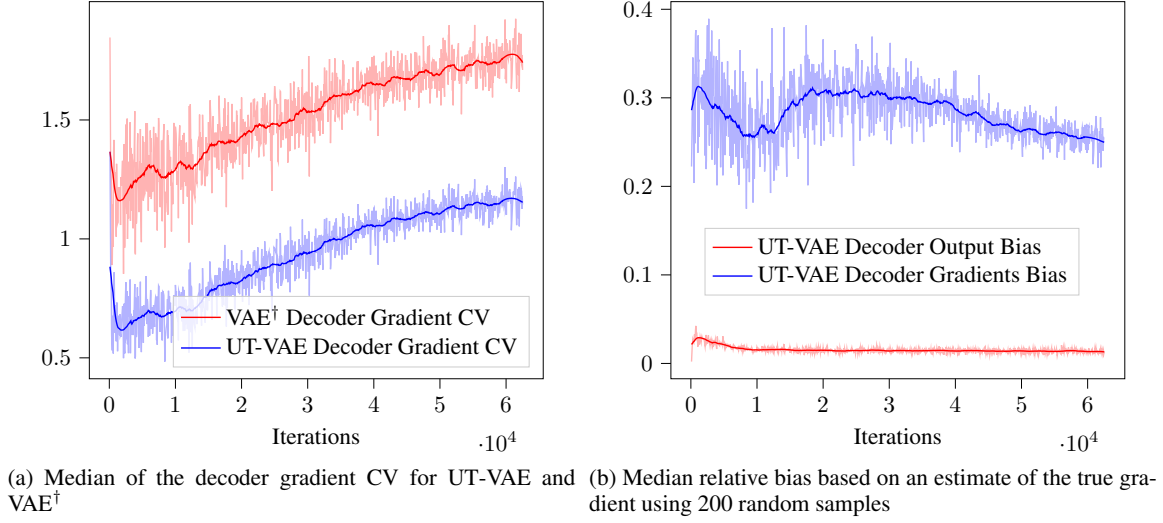 1.5
1
0.5
VAE† Decoder Gradient CV
UT-VAE Decoder Gradient CV
0 1 2 3 4 5 6
·10⁴
Iterations
(a) Median of the decoder gradient CV for UT-VAE and
VAE†
0.4
0.3
0.2
0.1
0
UT-VAE Decoder Output Bias
UT-VAE Decoder Gradients Bias
0 1 2 3 4 5 6
·10⁴
Iterations
(b) Median relative bias based on an estimate of the true gra-
dient using 200 random samples